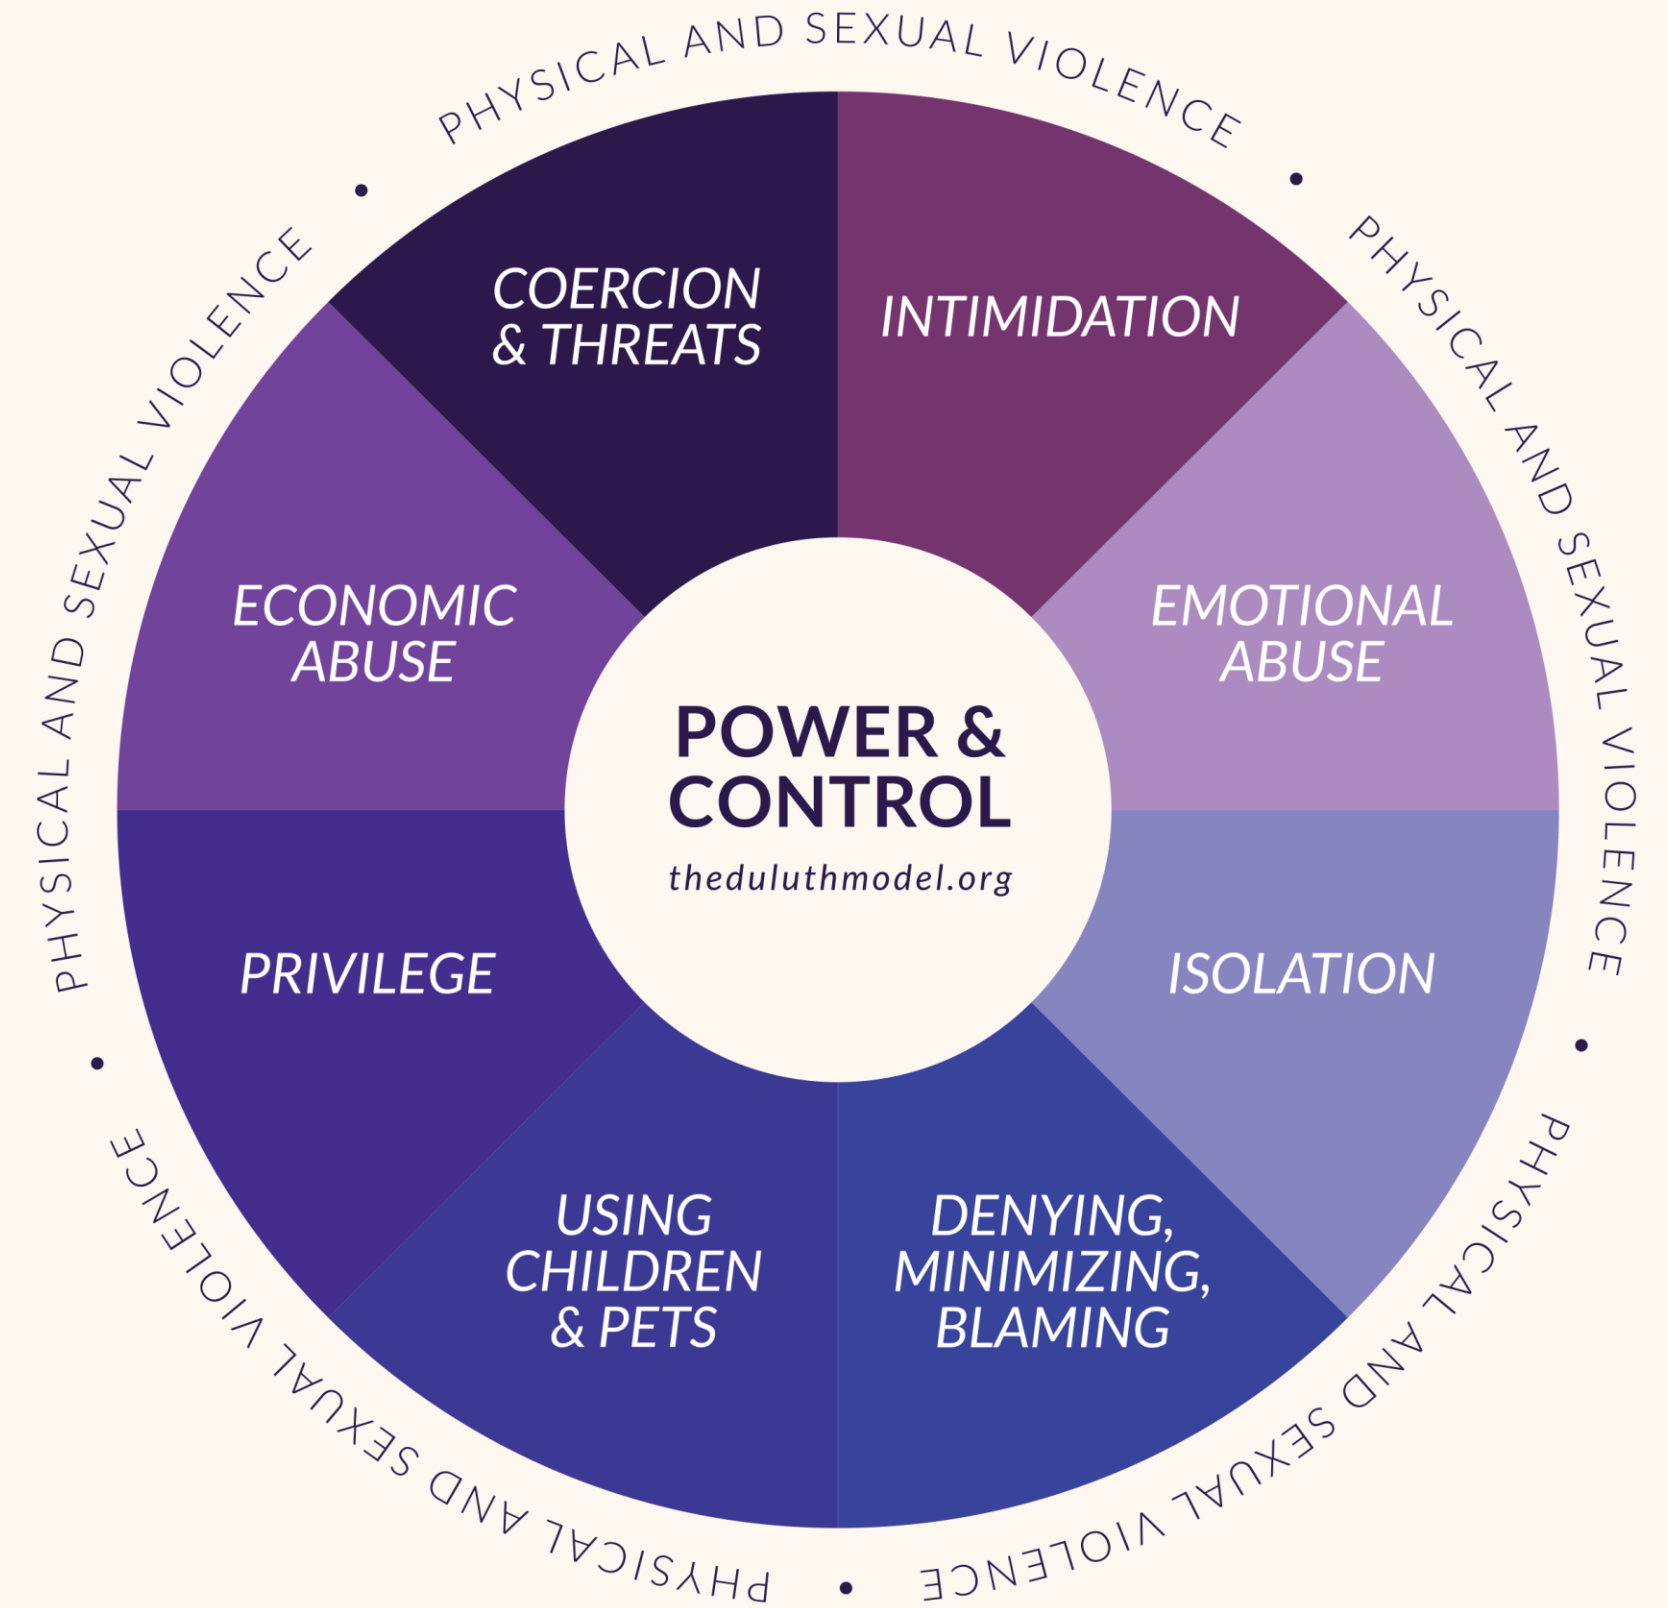 PHYSICAL AND SEXUAL VIOLENCE
•
PHYSICAL AND SEXUAL VIOLENCE
•
PHYSICAL AND SEXUAL VIOLENCE
•
PHYSICAL AND SEXUAL VIOLENCE
•
PHYSICAL AND SEXUAL VIOLENCE
•
COERCION
& THREATS
INTIMIDATION
EMOTIONAL
ABUSE
ISOLATION
DENYING,
MINIMIZING,
BLAMING
USING
CHILDREN
& PETS
PRIVILEGE
ECONOMIC
ABUSE
POWER &
CONTROL
theduluthmodel.org